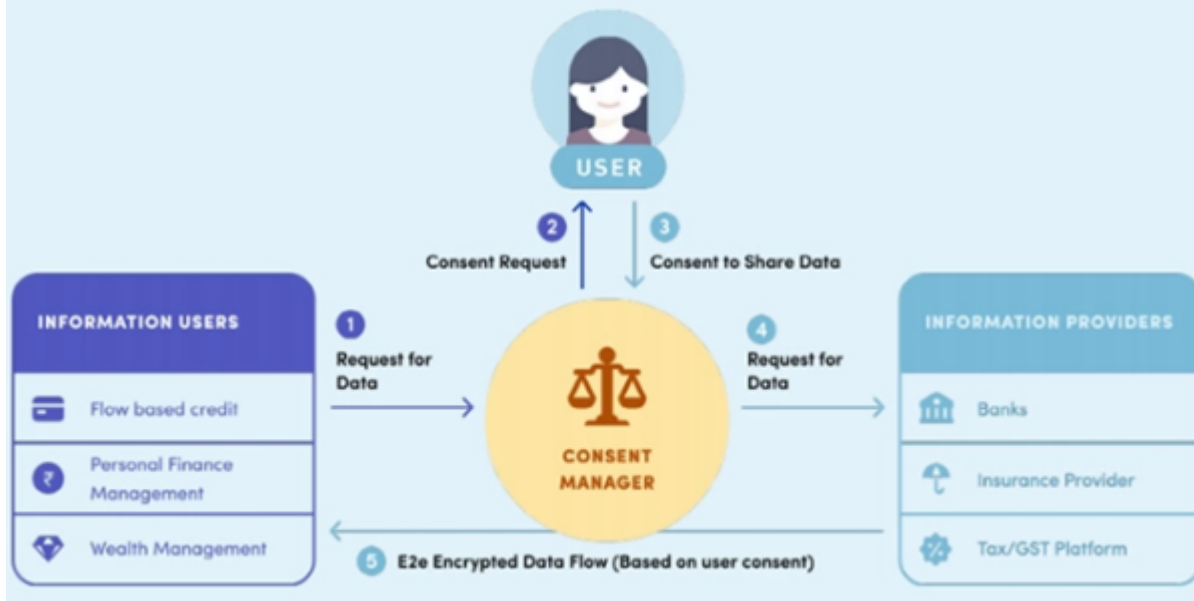 USER
2
Consent Request
3
Consent to Share Data
INFORMATION USERS
Flow based credit
₹
Personal Finance
Management
Wealth Management
1
Request for
Data
CONSENT
MANAGER
4
Request for
Data
INFORMATION PROVIDERS
Banks
Insurance Provider
%
Tax/GST Platform
5
E2e Encrypted Data Flow (Based on user consent)